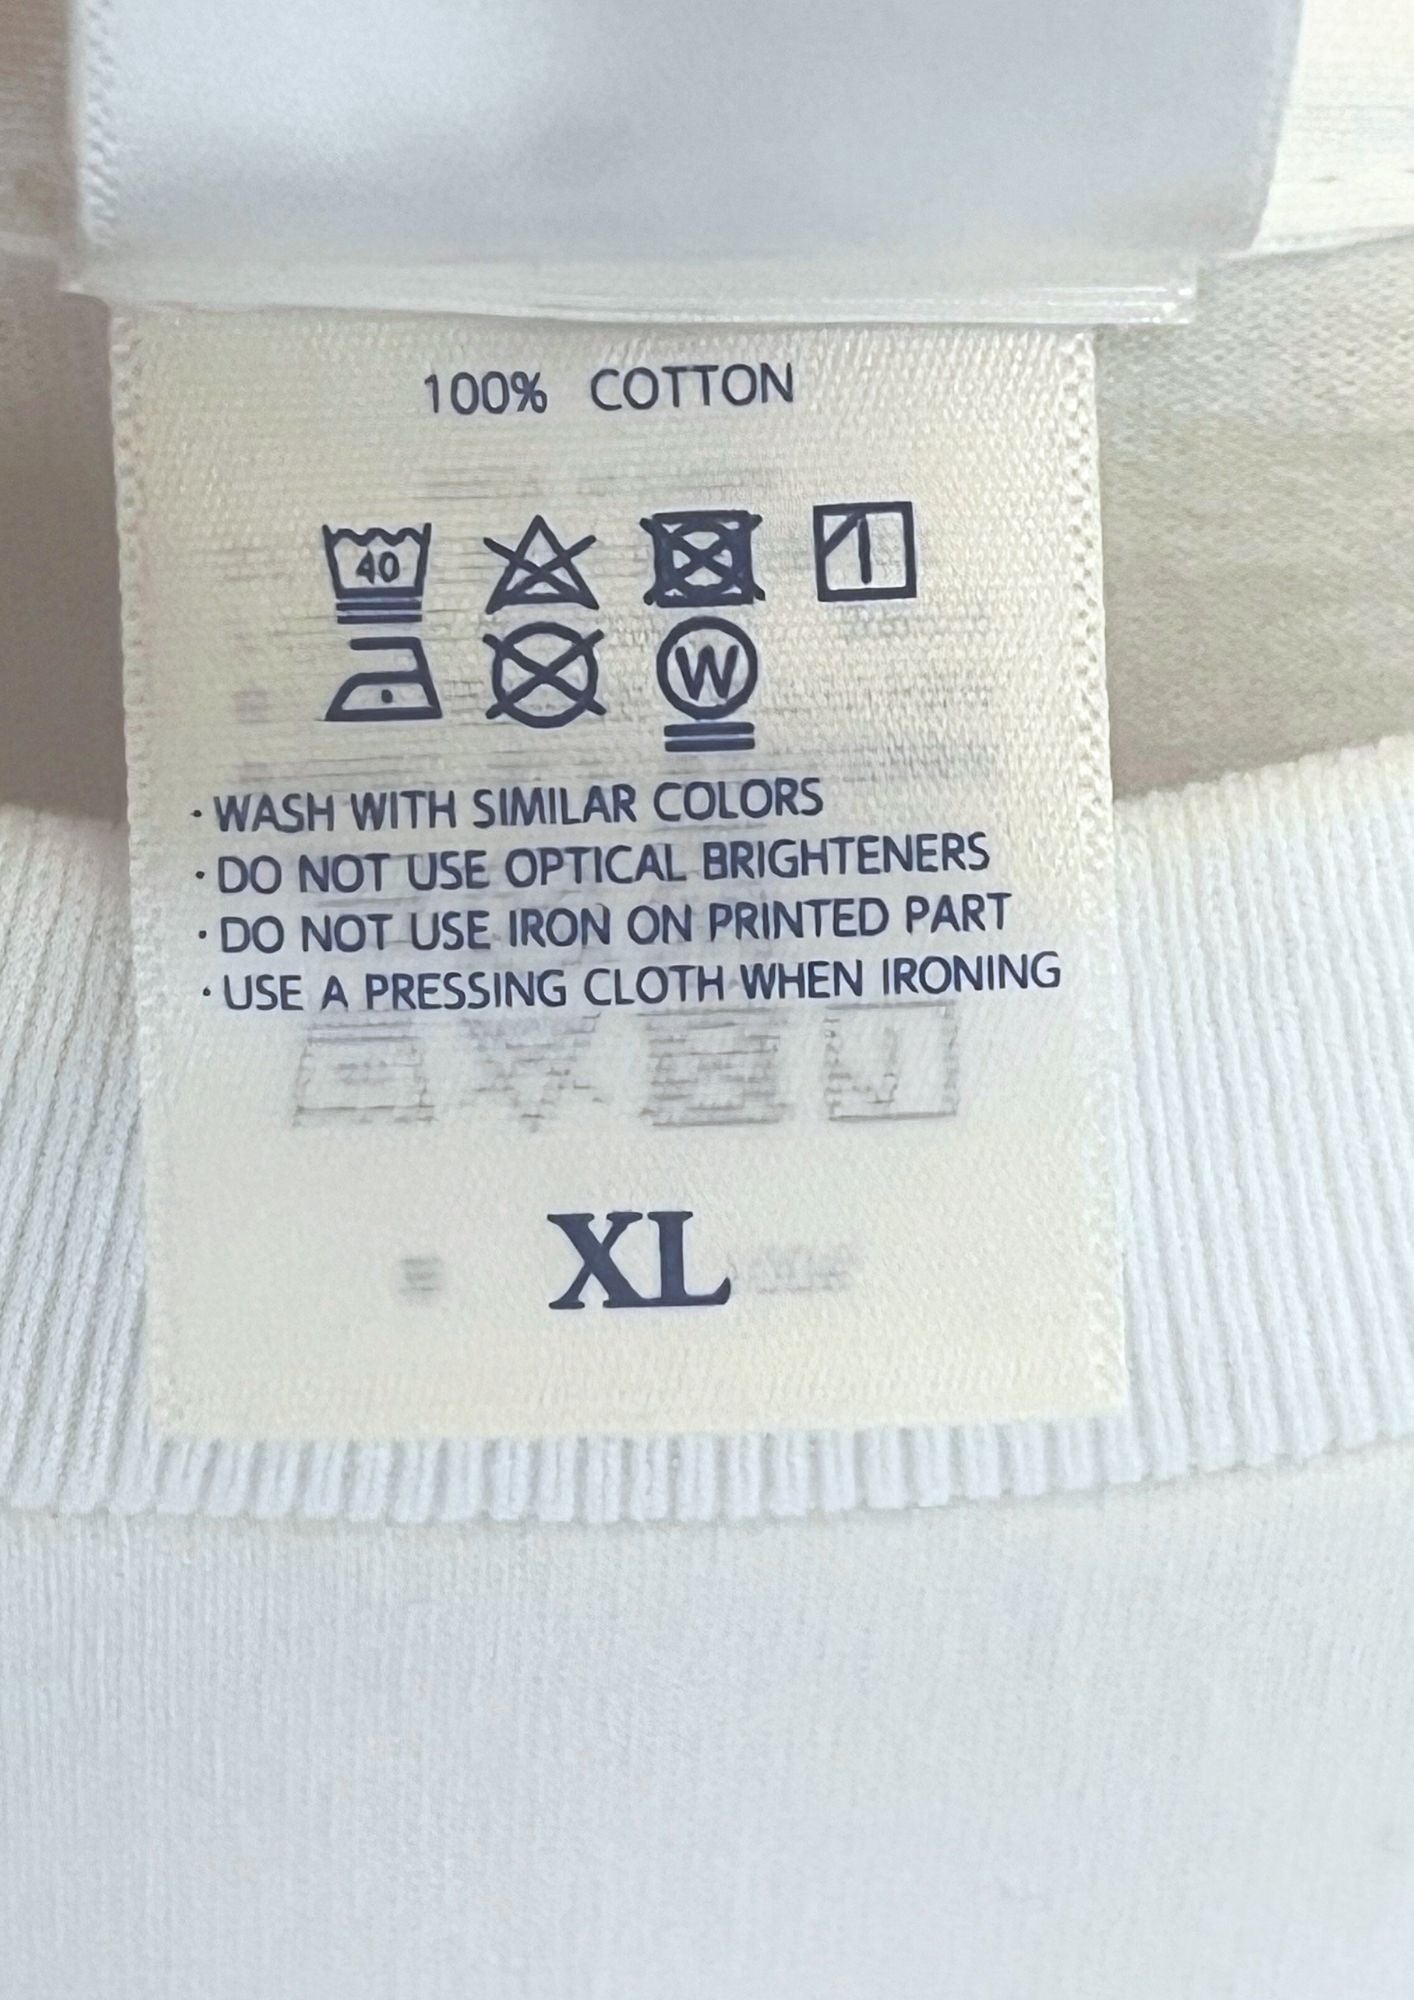 100% COTTON
40
W
· WASH WITH SIMILAR COLORS
· DO NOT USE OPTICAL BRIGHTENERS
· DO NOT USE IRON ON PRINTED PART
· USE A PRESSING CLOTH WHEN IRONING
XL